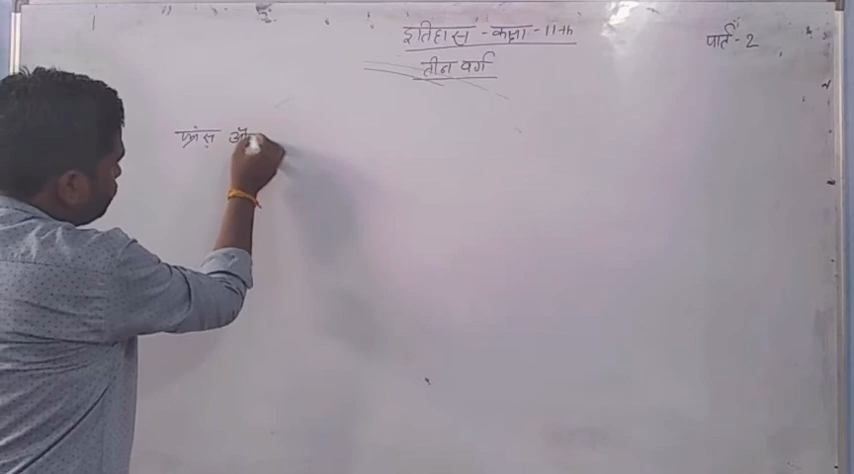 इतिहास - कक्षा - 11th
पार्ट - 2
तीन वर्ग
फ्रांस औ